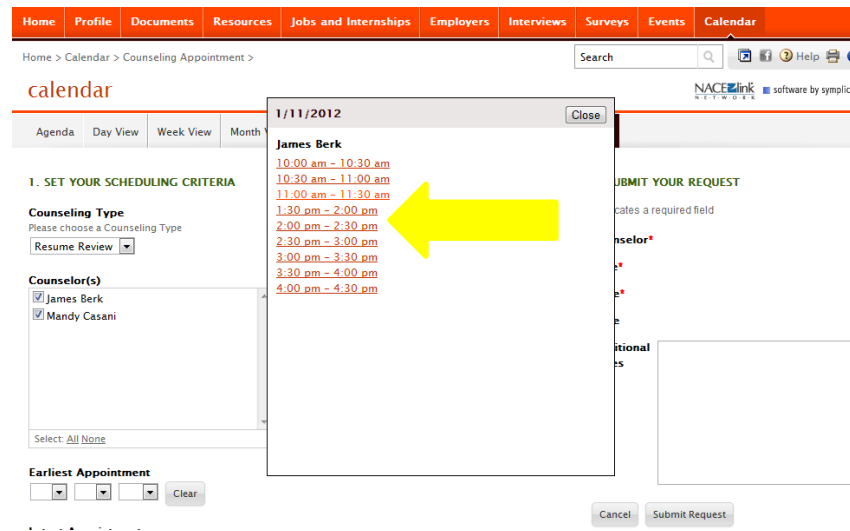 Home Profile Documents Resources Jobs and Internships Employers Interviews Surveys Events Calendar
Home > Calendar > Counseling Appointment >
Search
Help
calendar
NACElink
NETWORK
software by symplic
Agenda Day View Week View Month V
1/11/2012
Close
James Berk
10:00 am – 10:30 am
10:30 am – 11:00 am
11:00 am – 11:30 am
1:30 pm – 2:00 pm
2:00 pm – 2:30 pm
2:30 pm – 3:00 pm
3:00 pm – 3:30 pm
3:30 pm – 4:00 pm
4:00 pm – 4:30 pm
1. SET YOUR SCHEDULING CRITERIA
Counseling Type
Please choose a Counseling Type
Resume Review
Counselor(s)
James Berk
Mandy Casani
Select: All None
Earliest Appointment
Clear
UBMIT YOUR REQUEST
cates a required field
nselor*
e*
e*
e
itional
es
Cancel Submit Request